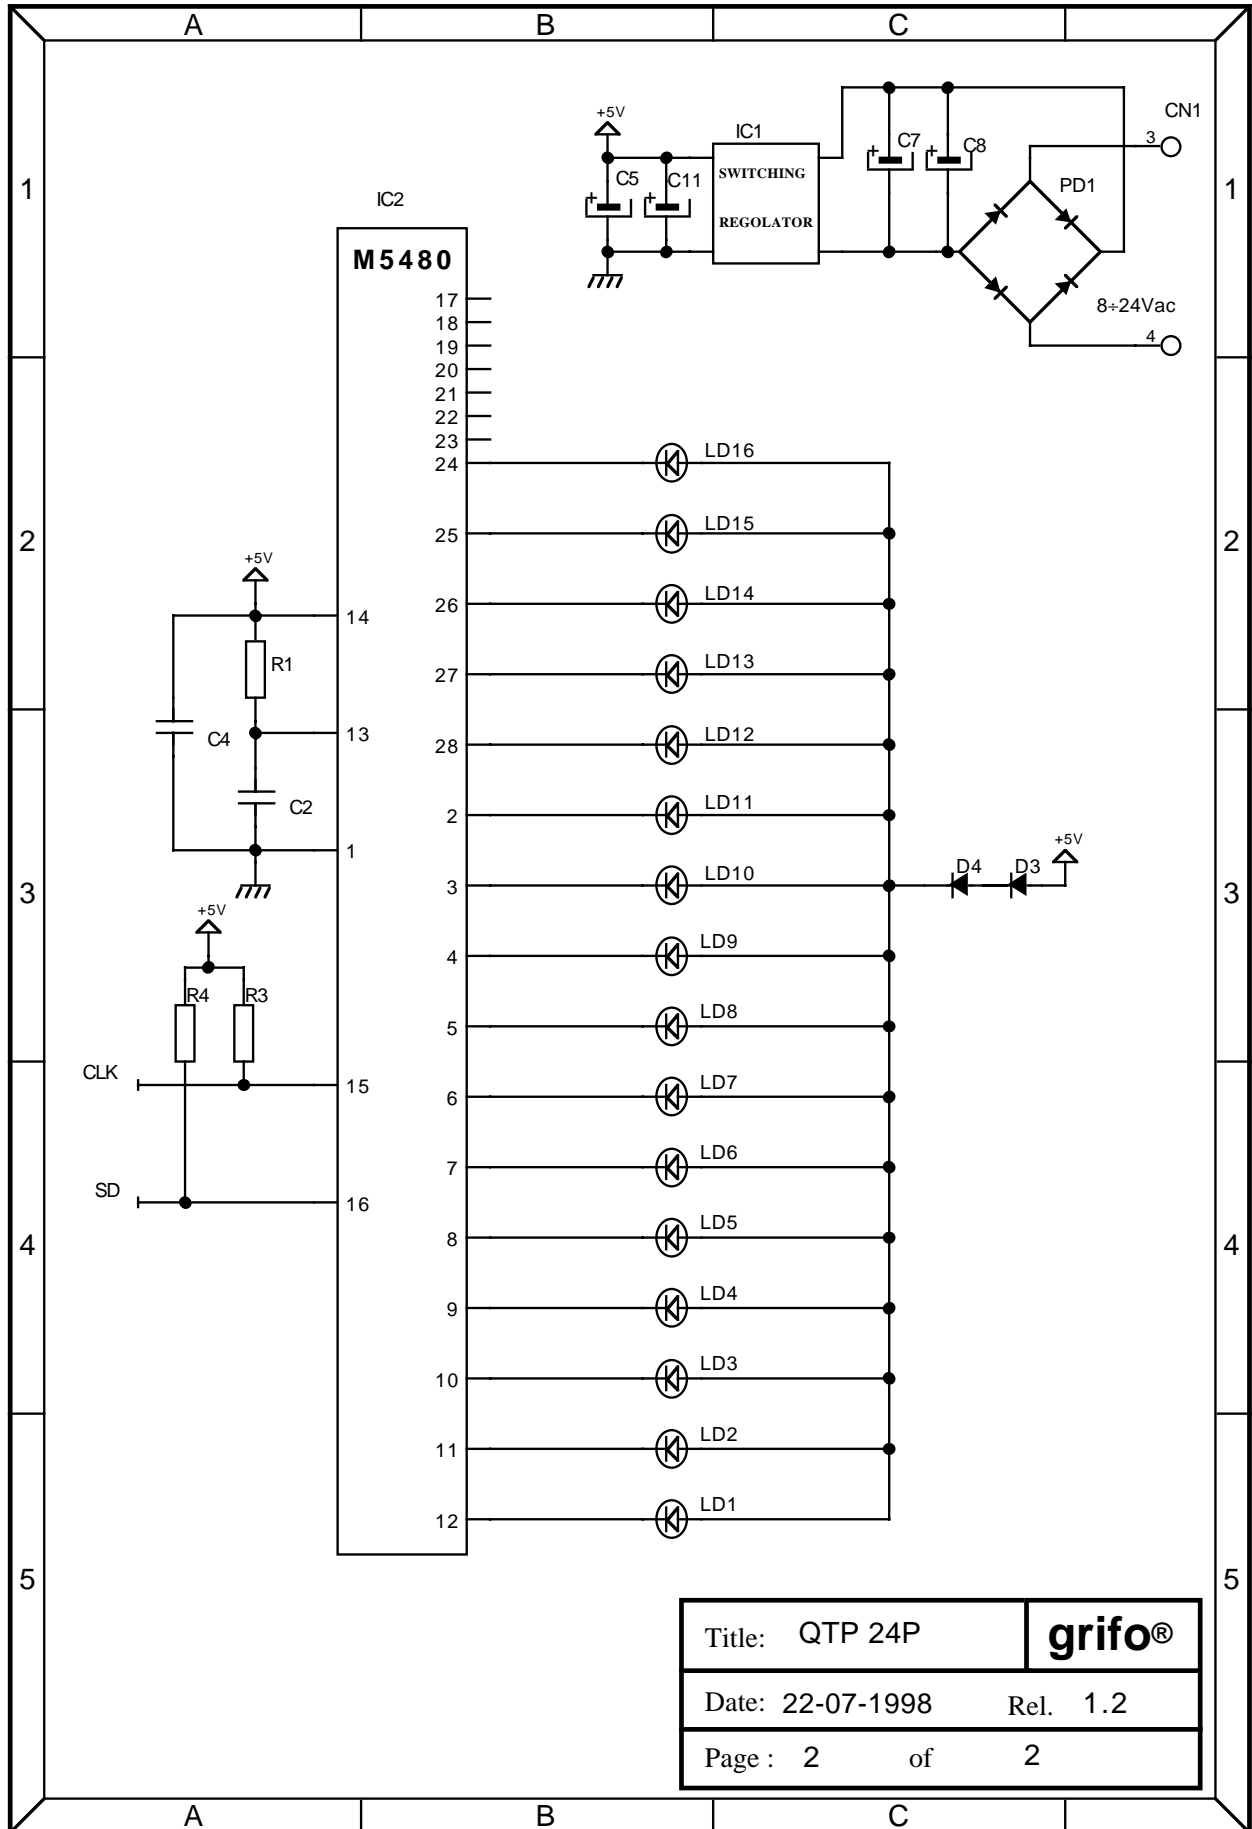 A B C
+5V
IC1
C7 C8
CN1
3
SWITCHING
REGOLATOR
C5 C11
PD1
1 1
IC2
M5480
8÷24Vac
4
17
18
19
20
21
22
23
24 LD16
2 2
25 LD15
+5V
26 LD14
14
R1
27 LD13
C4 13
28 LD12
C2
2 LD11
1
+5V
3 3
3 LD10 D4 D3
+5V
4 LD9
R4 R3
5 LD8
CLK 15
6 LD7
7 LD6
SD 16
4 4
8 LD5
9 LD4
10 LD3
11 LD2
12 LD1
5 5
Title: QTP 24P grifo®
Date: 22-07-1998 Rel. 1.2
Page : 2 of 2
A B C